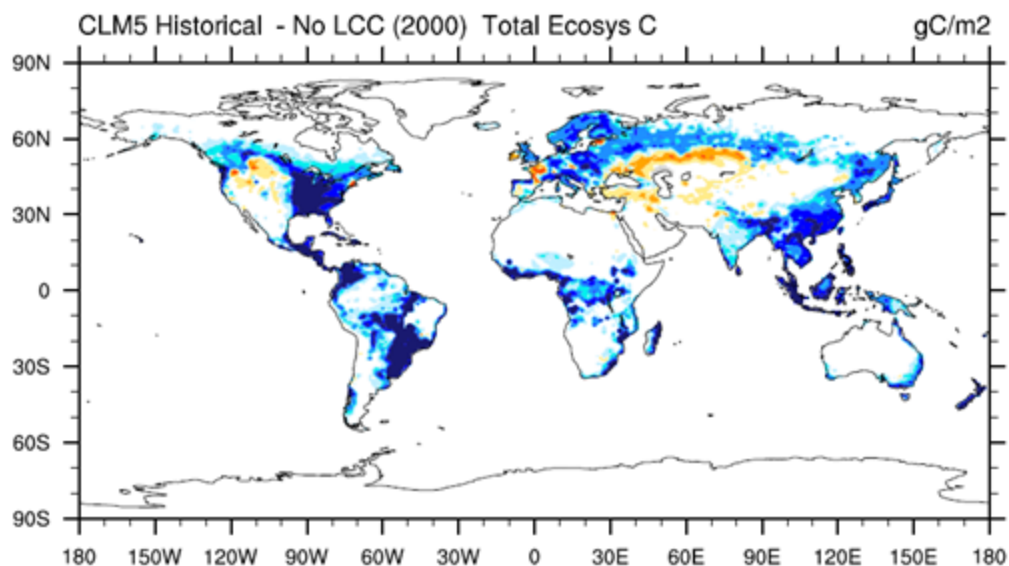 CLM5 Historical - No LCC (2000) Total Ecosys C gC/m2
90N
60N
30N
0
30S
60S
90S
180 150W 120W 90W 60W 30W 0 30E 60E 90E 120E 150E 180